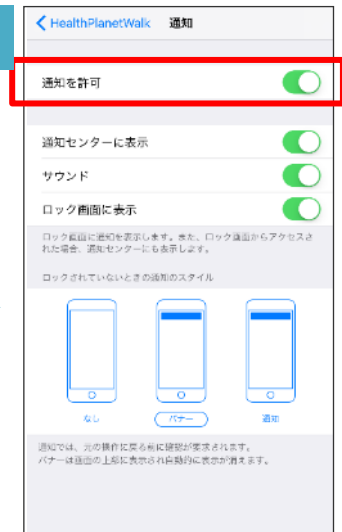 HealthPlanetWalk 通知
通知を許可
通知センターに表示
サウンド
ロック画面に表示
ロック画面に通知を表示します。また、ロック画面からアクセスさ
れた場合、通知センターにも表示します。
ロックされていないときの通知のスタイル
なし バナー 通知
通知では、元の操作に戻る前に確認が要求されます。
バナーは画面の上部に表示され自動的に表示が消えます。